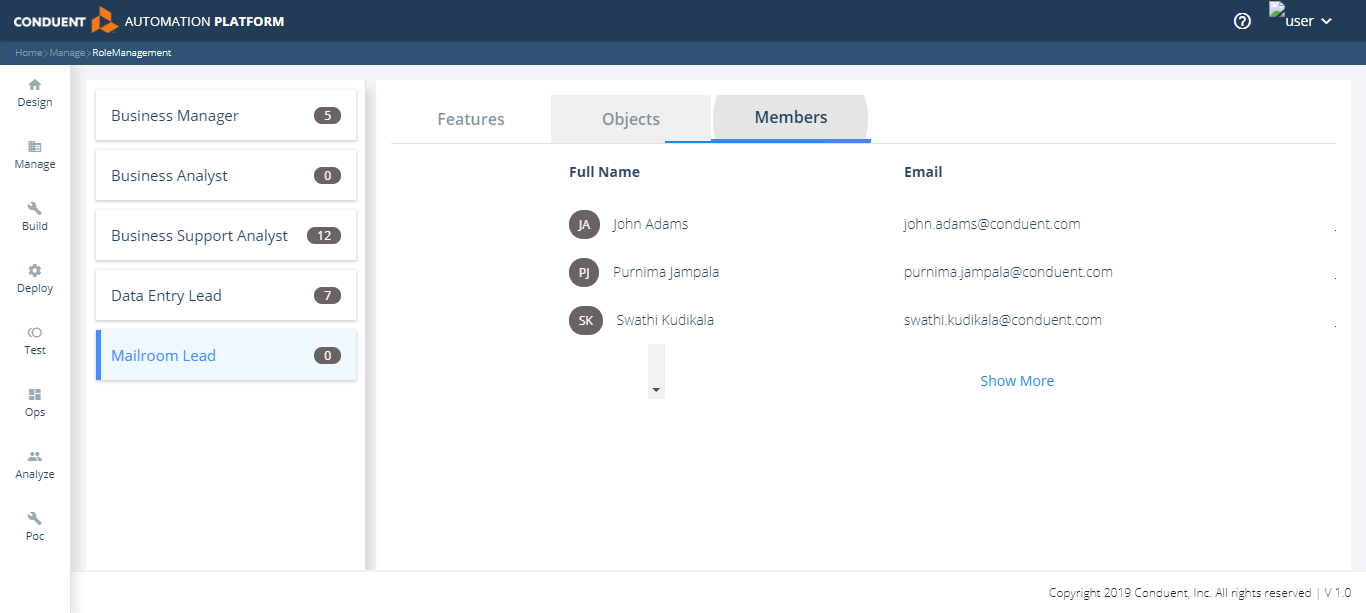 CONDUENT AUTOMATION PLATFORM
user
Home>Manage>RoleManagement
Design
Manage
Build
Deploy
Test
Ops
Analyze
Poc
Business Manager 5
Business Analyst 0
Business Support Analyst 12
Data Entry Lead 7
Mailroom Lead 0
Features Objects Members
Full Name Email
JA John Adams john.adams@conduent.com
PJ Purnima Jampala purnima.jampala@conduent.com
SK Swathi Kudikala swathi.kudikala@conduent.com
Show More
Copyright 2019 Conduent, Inc. All rights reserved | V 1.0